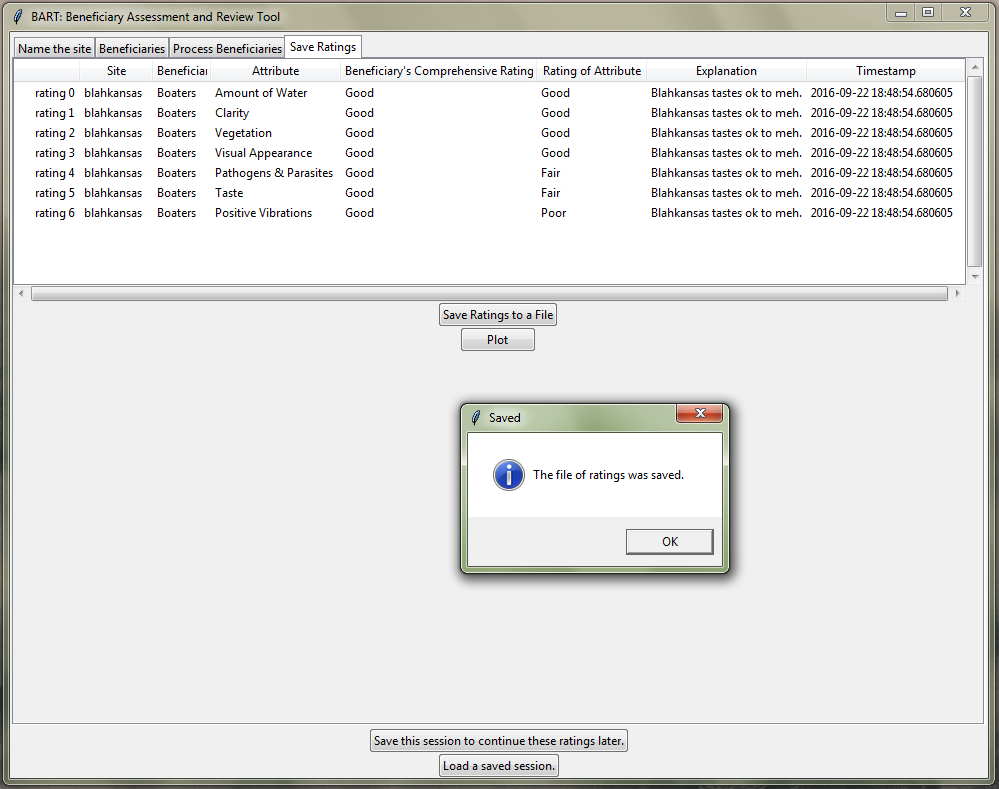 BART: Beneficiary Assessment and Review Tool
Name the site Beneficiaries Process Beneficiaries Save Ratings
Site Beneficiar Attribute Beneficiary's Comprehensive Rating Rating of Attribute Explanation Timestamp
rating 0 blahkansas Boaters Amount of Water Good Good Blahkansas tastes ok to meh. 2016-09-22 18:48:54.680605
rating 1 blahkansas Boaters Clarity Good Good Blahkansas tastes ok to meh. 2016-09-22 18:48:54.680605
rating 2 blahkansas Boaters Vegetation Good Good Blahkansas tastes ok to meh. 2016-09-22 18:48:54.680605
rating 3 blahkansas Boaters Visual Appearance Good Good Blahkansas tastes ok to meh. 2016-09-22 18:48:54.680605
rating 4 blahkansas Boaters Pathogens & Parasites Good Fair Blahkansas tastes ok to meh. 2016-09-22 18:48:54.680605
rating 5 blahkansas Boaters Taste Good Fair Blahkansas tastes ok to meh. 2016-09-22 18:48:54.680605
rating 6 blahkansas Boaters Positive Vibrations Good Poor Blahkansas tastes ok to meh. 2016-09-22 18:48:54.680605
Save Ratings to a File
Plot
Saved
The file of ratings was saved.
OK
Save this session to continue these ratings later.
Load a saved session.